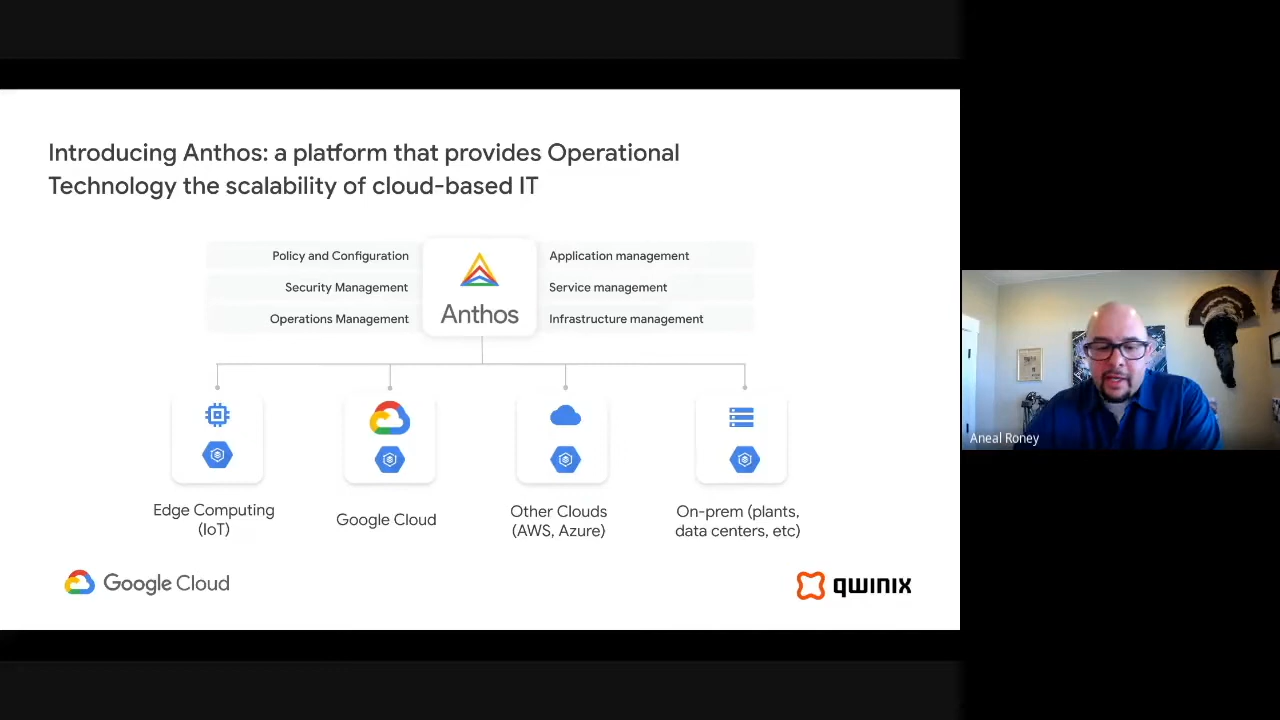 Introducing Anthos: a platform that provides Operational
Technology the scalability of cloud-based IT
Policy and Configuration
Security Management
Operations Management
Anthos
Application management
Service management
Infrastructure management
Edge Computing
(IoT)
Google Cloud
Other Clouds
(AWS, Azure)
On-prem (plants,
data centers, etc)
Google Cloud
qwinix
Aneal Roney